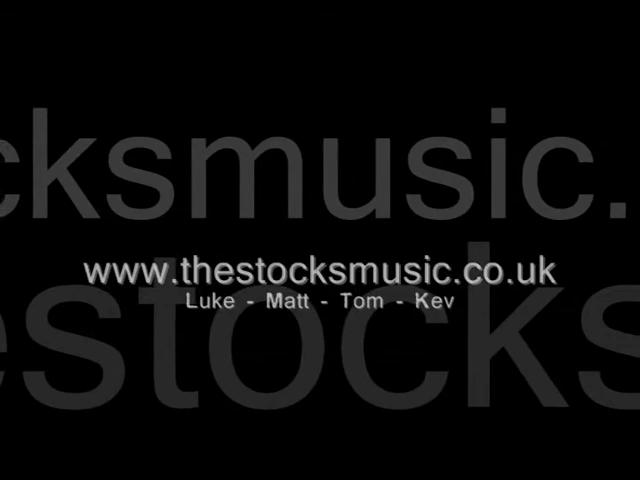 cksmusic.
www.thestocksmusic.co.uk
Luke - Matt - Tom - Kev
estocks